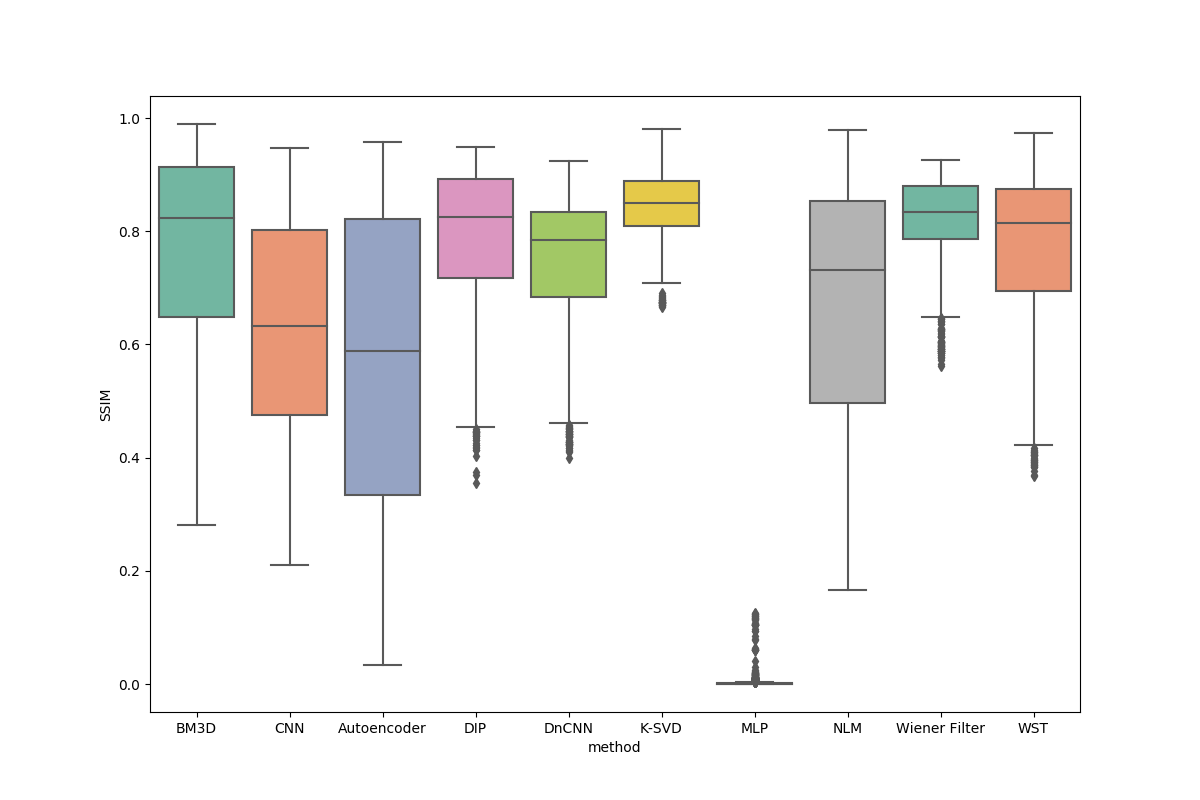 SSIM
1.0
0.8
0.6
0.4
0.2
0.0
BM3D CNN Autoencoder DIP DnCNN K-SVD MLP NLM Wiener Filter WST
method